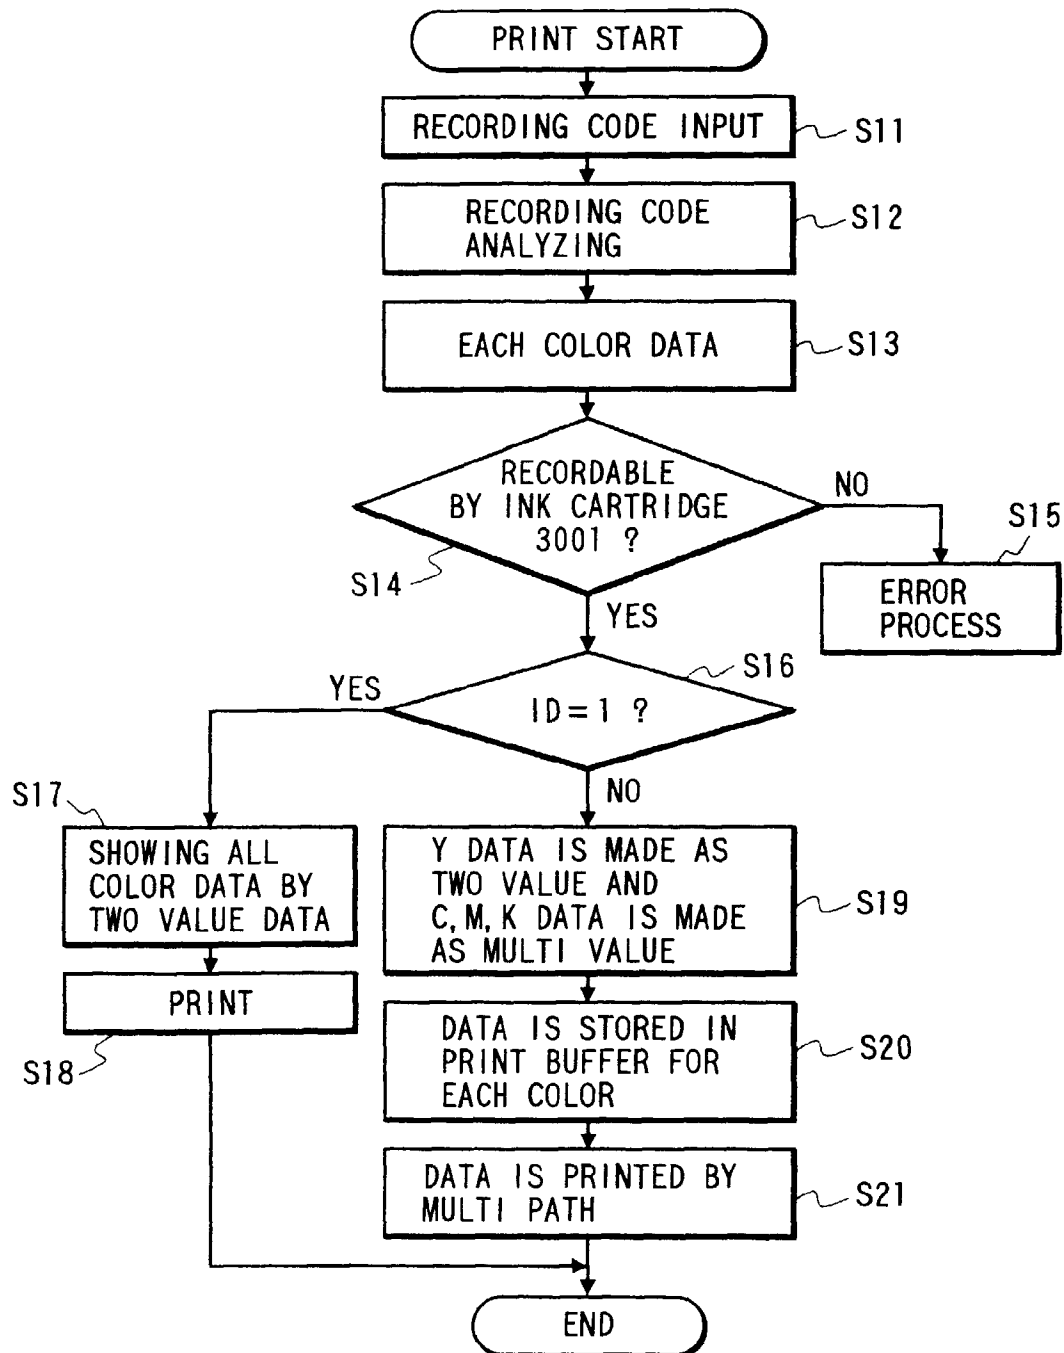 PRINT START
RECORDING CODE INPUT
S11
RECORDING CODE
ANALYZING
S12
EACH COLOR DATA
S13
RECORDABLE
BY INK CARTRIDGE
3001 ?
S14
NO
S15
ERROR
PROCESS
YES
S16
ID=1 ?
YES
NO
S17
SHOWING ALL
COLOR DATA BY
TWO VALUE DATA
PRINT
S18
Y DATA IS MADE AS
TWO VALUE AND
C, M, K DATA IS MADE
AS MULTI VALUE
S19
DATA IS STORED IN
PRINT BUFFER FOR
EACH COLOR
S20
DATA IS PRINTED BY
MULTI PATH
S21
END